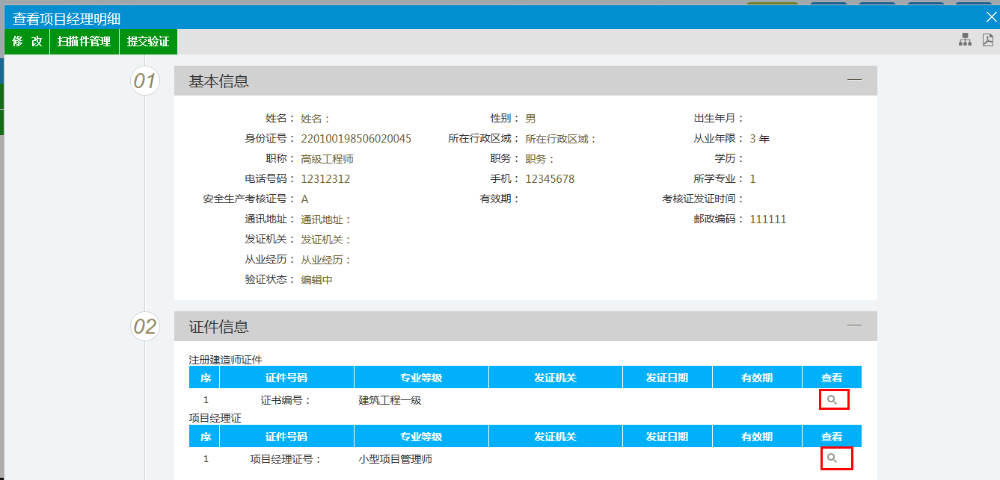 查看项目经理明细
修 改 扫描件管理 提交验证
01 基本信息
姓名： 姓名： 性别： 男 出生年月：
身份证号： 220100198506020045 所在行政区域： 所在行政区域： 从业年限： 3 年
职称： 高级工程师 职务： 职务： 学历：
电话号码： 12312312 手机： 12345678 所学专业： 1
安全生产考核证号： A 有效期： 考核证发证时间：
通讯地址： 通讯地址： 邮政编码： 111111
发证机关： 发证机关：
从业经历： 从业经历：
验证状态： 编辑中
02 证件信息
注册建造师证件
序 证件号码 专业等级 发证机关 发证日期 有效期 查看
1 证书编号： 建筑工程一级
项目经理证
序 证件号码 专业等级 发证机关 发证日期 有效期 查看
1 项目经理证号： 小型项目管理师